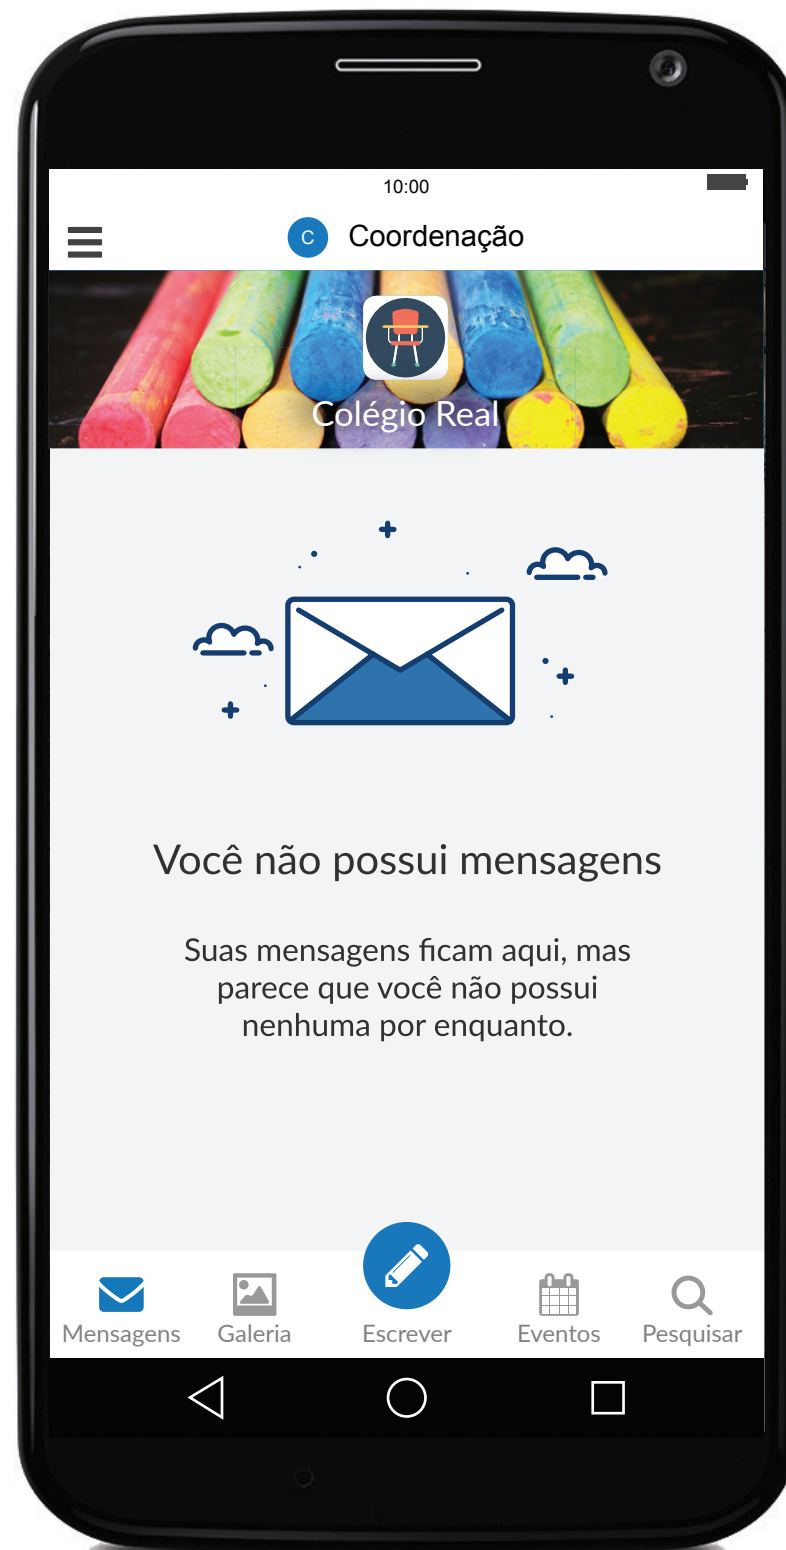 10:00
C Coordenação
Colégio Real
Você não possui mensagens
Suas mensagens ficam aqui, mas
parece que você não possui
nenhuma por enquanto.
Mensagens Galeria Escrever Eventos Pesquisar